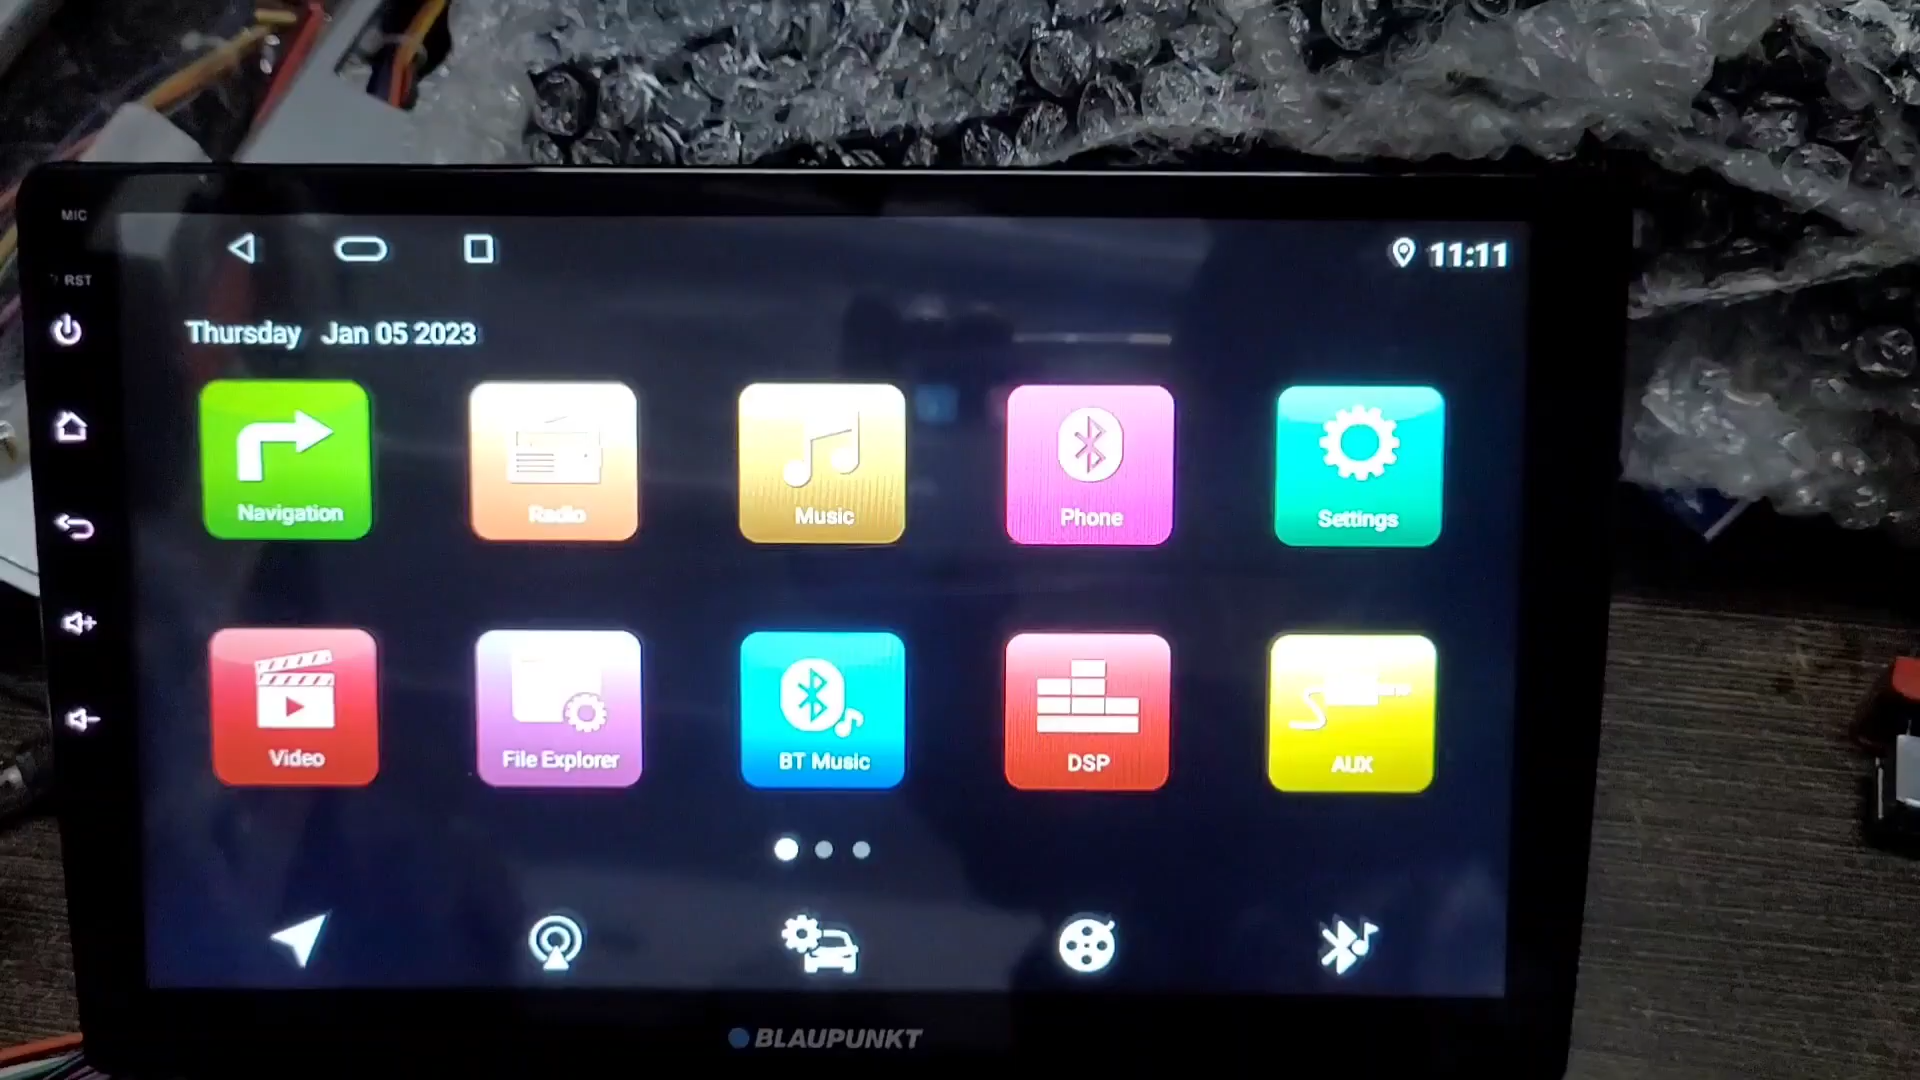 MIC
RST
11:11
Thursday Jan 05 2023
Navigation Radio Music Phone Settings
Video File Explorer BT Music DSP AUX
BLAUPUNKT